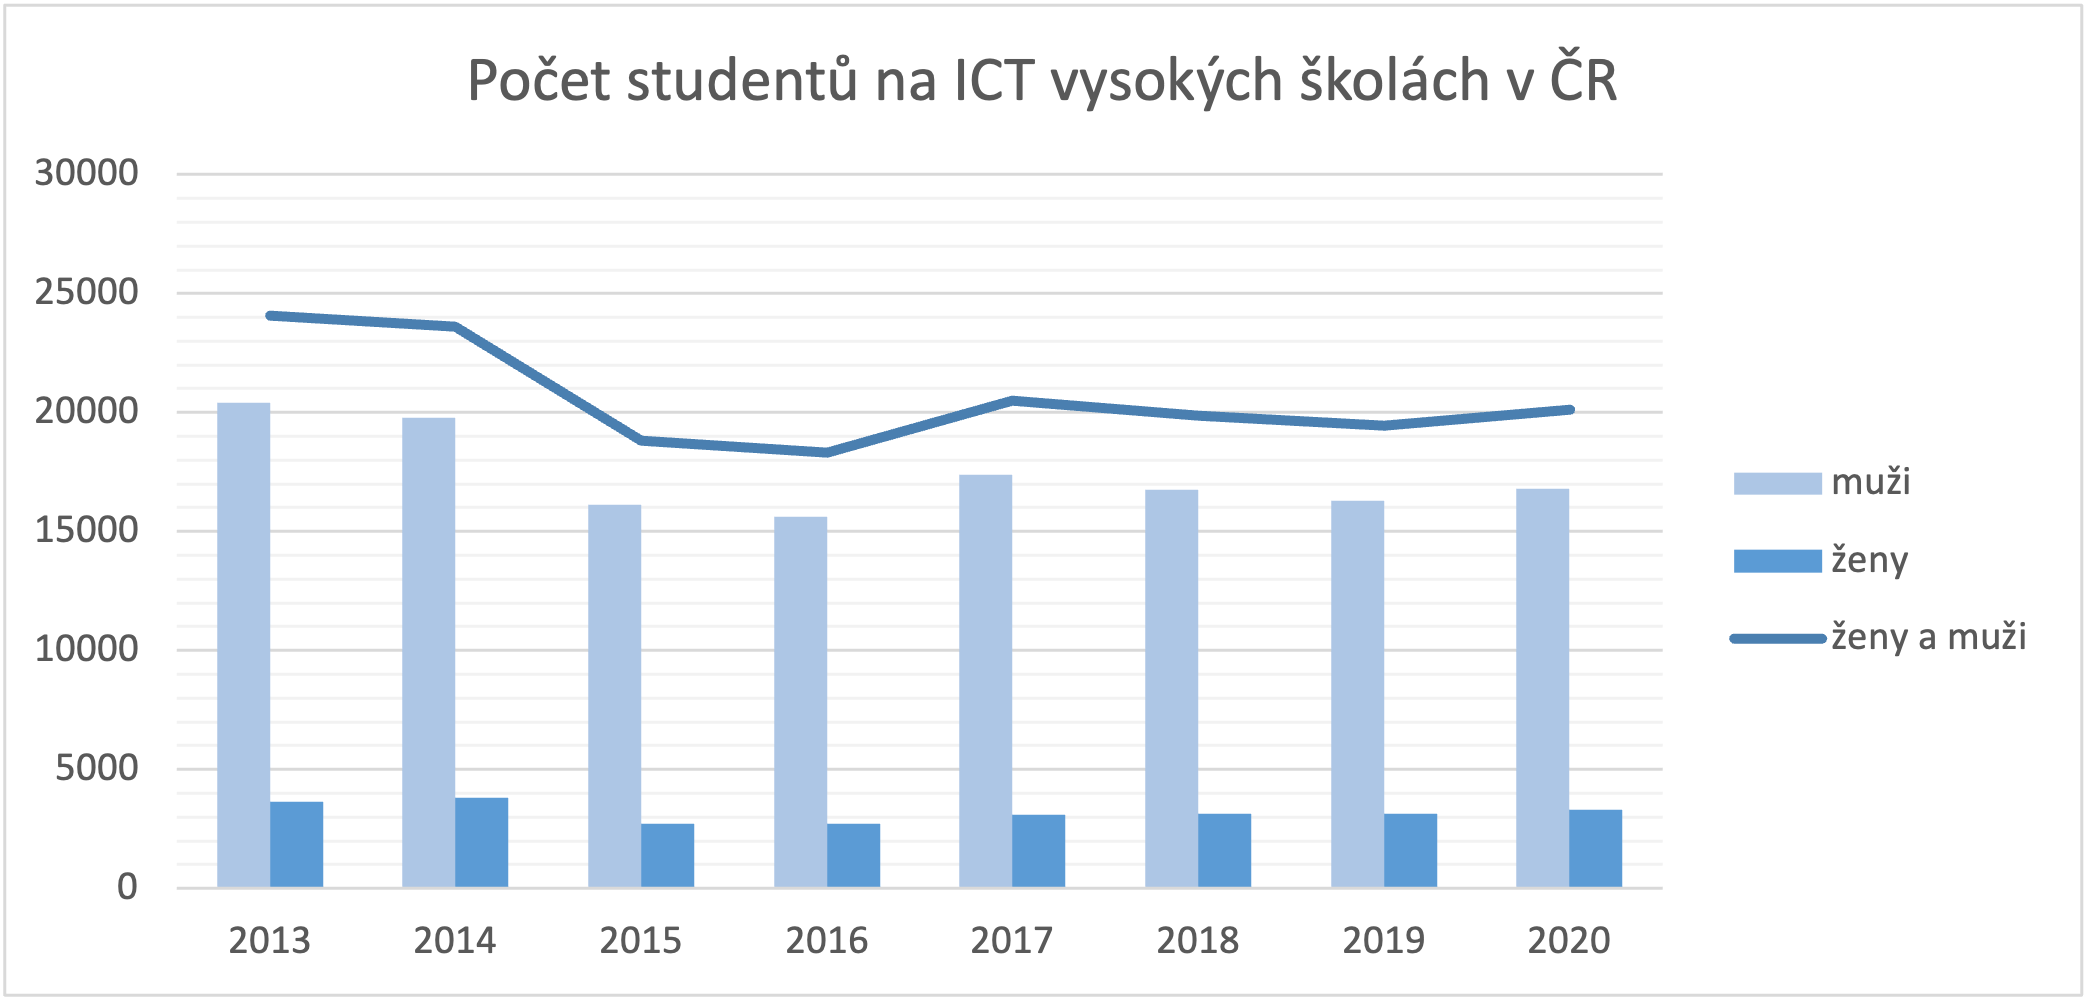 Počet studentů na ICT vysokých školách v ČR
30000
25000
20000
15000
10000
5000
0
2013 2014 2015 2016 2017 2018 2019 2020
muži
ženy
ženy a muži